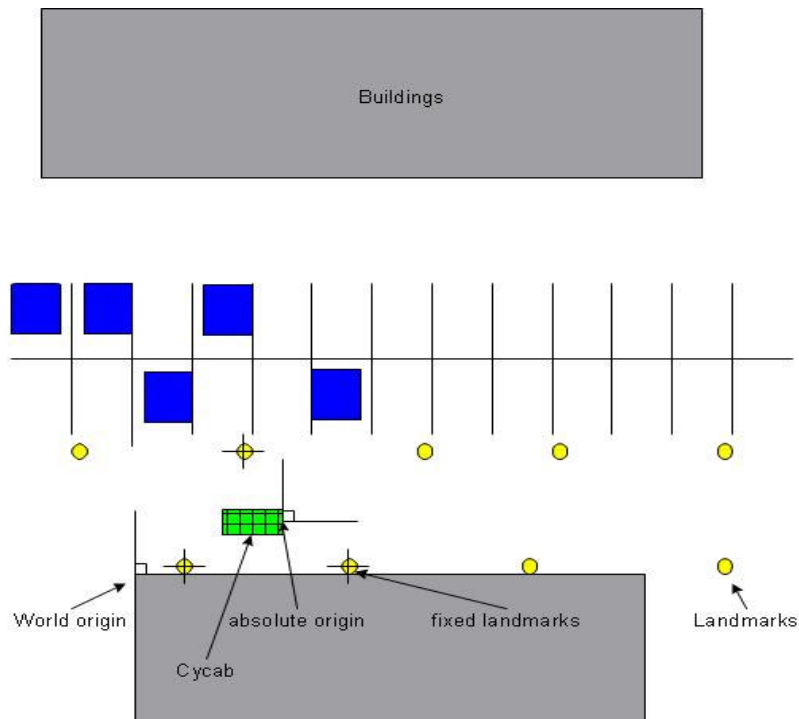 Buildings
World origin
absolute origin
fixed landmarks
Landmarks
Cycab